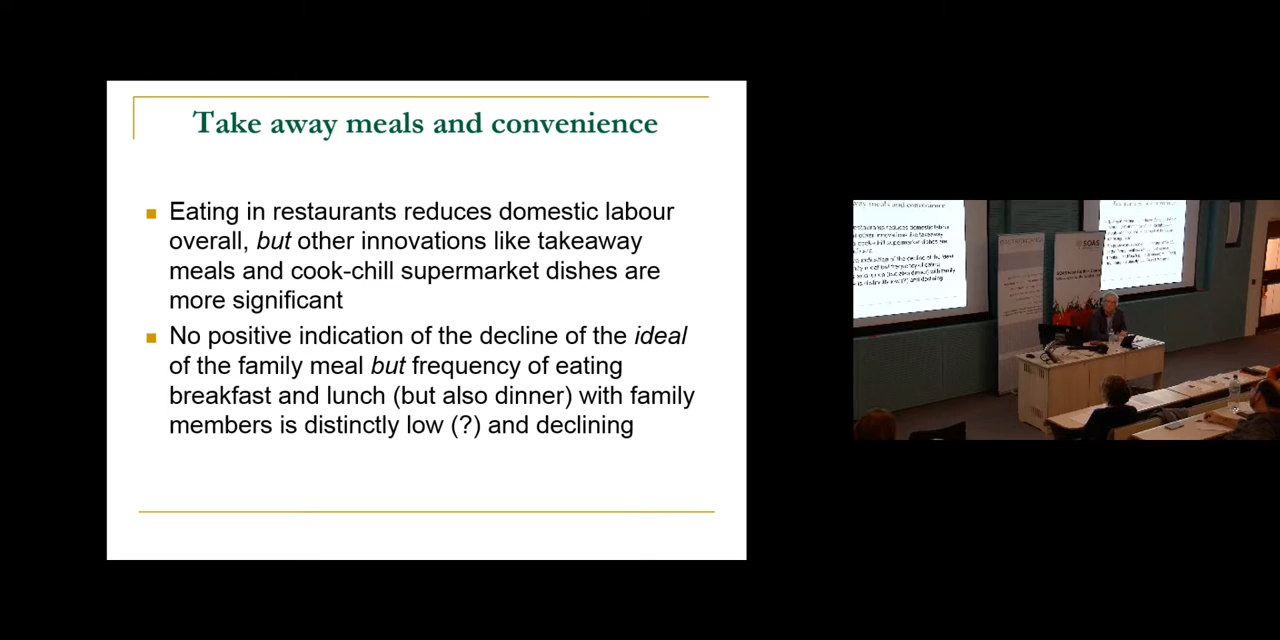 Take away meals and convenience
■ Eating in restaurants reduces domestic labour
overall, but other innovations like takeaway
meals and cook-chill supermarket dishes are
more significant
■ No positive indication of the decline of the ideal
of the family meal but frequency of eating
breakfast and lunch (but also dinner) with family
members is distinctly low (?) and declining
SOAS